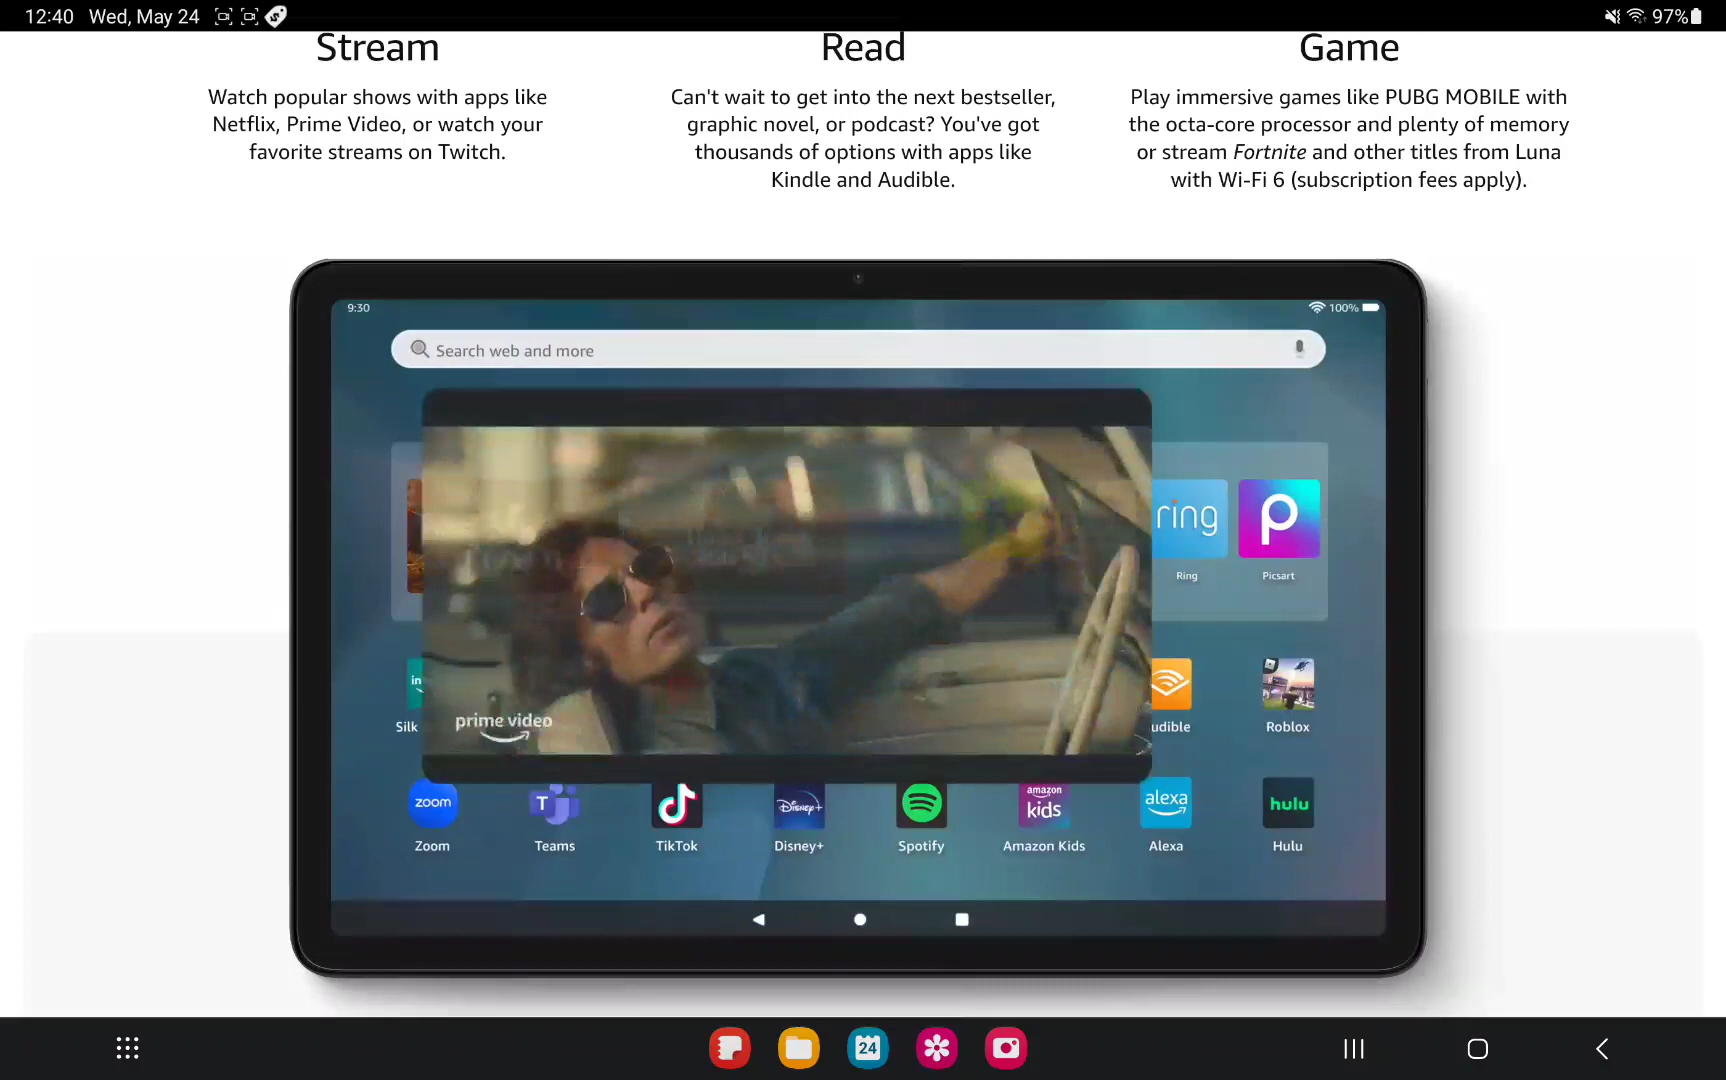 12:40 Wed, May 24
97%
Stream
Watch popular shows with apps like
Netflix, Prime Video, or watch your
favorite streams on Twitch.
Read
Can't wait to get into the next bestseller,
graphic novel, or podcast? You've got
thousands of options with apps like
Kindle and Audible.
Game
Play immersive games like PUBG MOBILE with
the octa-core processor and plenty of memory
or stream Fortnite and other titles from Luna
with Wi-Fi 6 (subscription fees apply).
9:30
100%
Search web and more
ring
Ring
Picsart
prime video
in
Silk
udible
Roblox
zoom
Zoom
T
Teams
TikTok
Disney+
Disney+
Spotify
amazon
kids
Amazon Kids
alexa
Alexa
hulu
Hulu
24